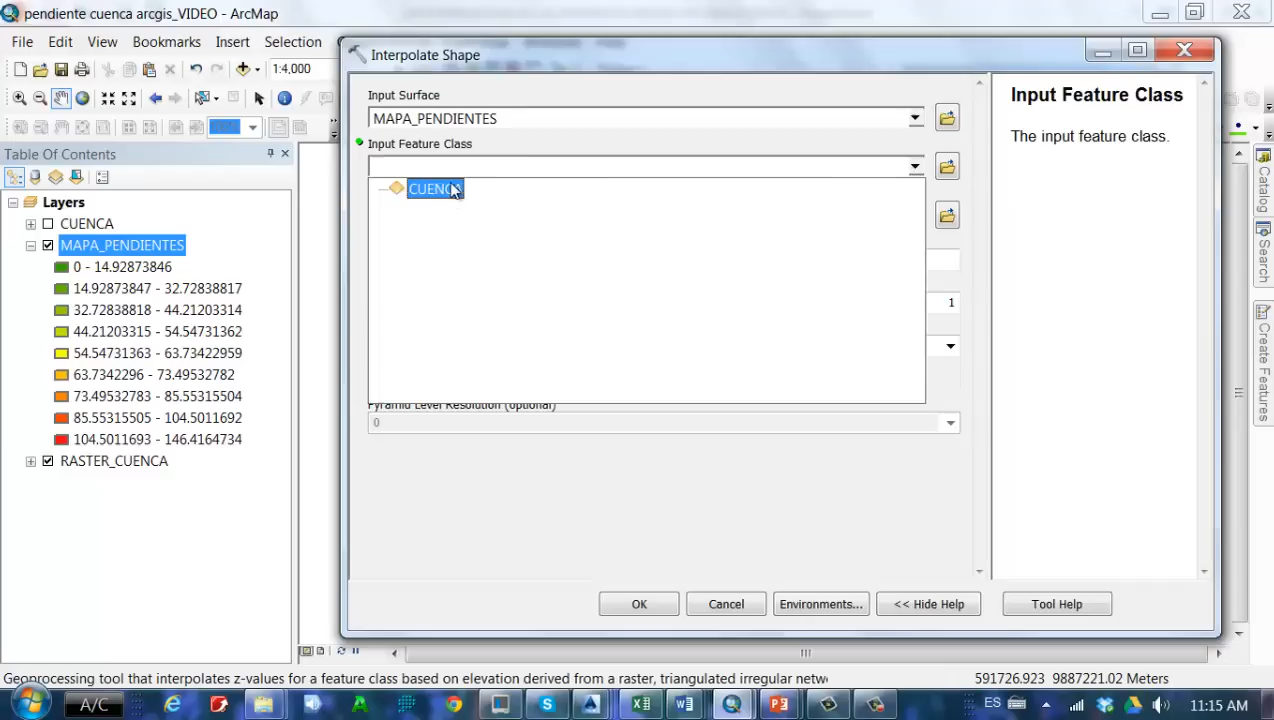 pendiente cuenca arcgis_VIDEO - ArcMap
File Edit View Bookmarks Insert Selection
1:4,000
Table Of Contents
Layers
CUENCA
MAPA_PENDIENTES
0 - 14.92873846
14.92873847 - 32.72838817
32.72838818 - 44.21203314
44.21203315 - 54.54731362
54.54731363 - 63.73422959
63.7342296 - 73.49532782
73.49532783 - 85.55315504
85.55315505 - 104.5011692
104.5011693 - 146.4164734
RASTER_CUENCA
Interpolate Shape
Input Surface
MAPA_PENDIENTES
Input Feature Class
CUENCA
1
Pyramid Level Resolution (optional)
0
OK
Cancel
Environments...
<< Hide Help
Tool Help
Input Feature Class
The input feature class.
Catalog
Search
Create Features
Geoprocessing tool that interpolates z-values for a feature class based on elevation derived from a raster, triangulated irregular netw
591726.923 9887221.02 Meters
A/C
ES
11:15 AM